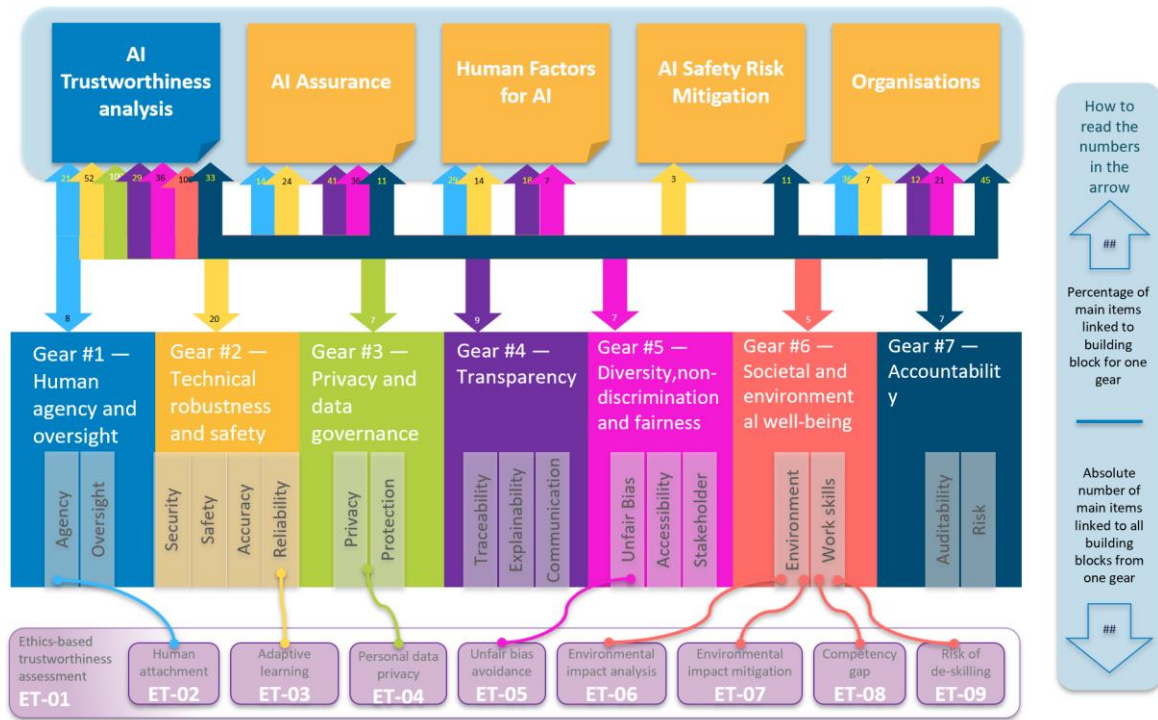 AI
Trustworthiness
analysis
AI Assurance
Human Factors
for AI
AI Safety Risk
Mitigation
Organisations
21
52
100
29
36
100
33
14
24
41
36
11
29
14
18
7
3
11
36
7
12
21
45
8
20
7
9
7
5
7
Gear #1 —
Human
agency and
oversight
Gear #2 —
Technical
robustness
and safety
Gear #3 —
Privacy and
data
governance
Gear #4 —
Transparency
Gear #5 —
Diversity,non-
discrimination
and fairness
Gear #6 —
Societal and
environment
al well-being
Gear #7 —
Accountabilit
y
Agency
Oversight
Security
Safety
Accuracy
Reliability
Privacy
Protection
Traceability
Explainability
Communication
Unfair Bias
Accessibility
Stakeholder
Environment
Work skills
Auditability
Risk
Ethics-based
trustworthiness
assessment
ET-01
Human
attachment
ET-02
Adaptive
learning
ET-03
Personal data
privacy
ET-04
Unfair bias
avoidance
ET-05
Environmental
impact analysis
ET-06
Environmental
impact mitigation
ET-07
Competency
gap
ET-08
Risk of
de-skilling
ET-09
How to
read the
numbers
in the
arrow
##
Percentage of
main items
linked to
building
block for one
gear
Absolute
number of
main items
linked to all
building
blocks from
one gear
##